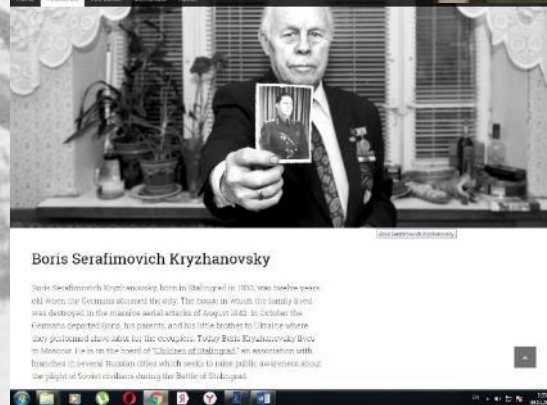 Boris Serafimovich Kryzhanovsky
Boris Serafimovich Kryzhanovsky
Boris Serafimovich Kryzhanovsky, born in Stalingrad in 1930, was twelve years
old when the Germans stormed the city. The house in which the family lived
was destroyed in the massive aerial attacks of August 1942. In October the
Germans deported Boris, his parents, and his little brother to Ukraine where
they performed slave labor for the occupiers. Today Boris Kryzhanovsky lives
in Moscow. He is on the board of "Children of Stalingrad," an association with
branches in several Russian cities which seeks to raise public awareness about
the plight of Soviet civilians during the Battle of Stalingrad.